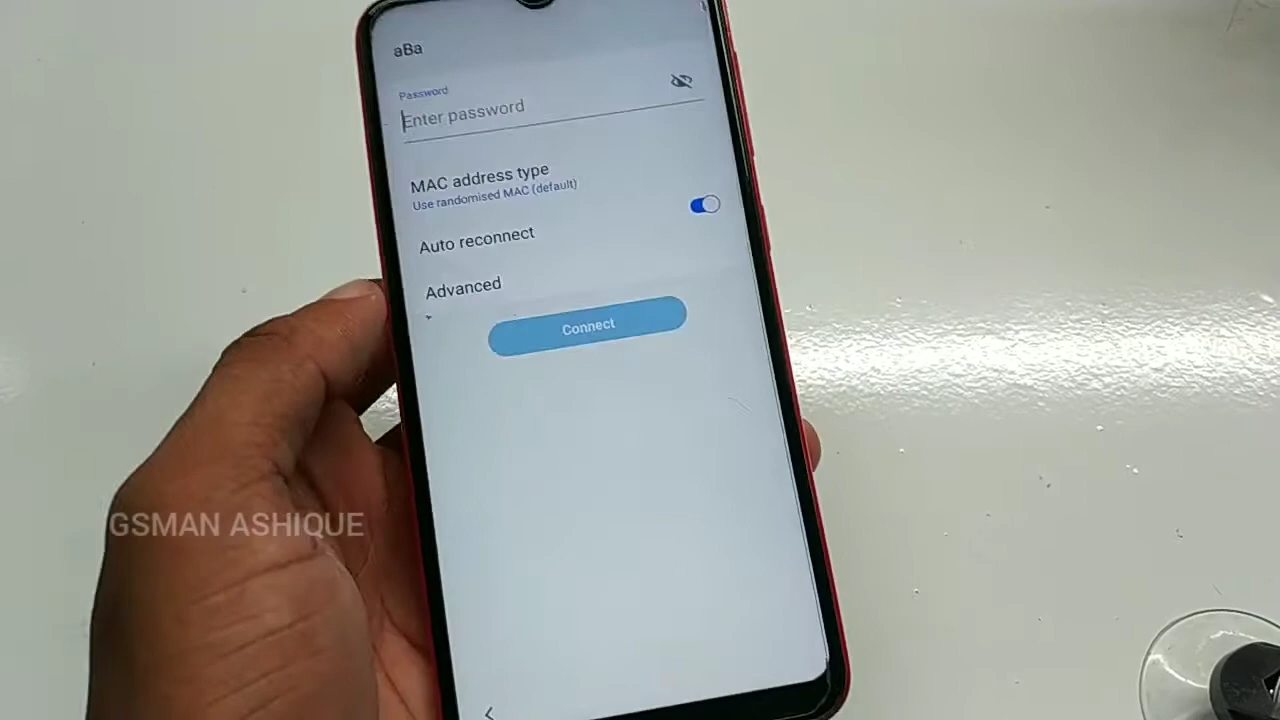 aBa
Password
Enter password
MAC address type
Use randomised MAC (default)
Auto reconnect
Advanced
Connect
GSMAN ASHIQUE